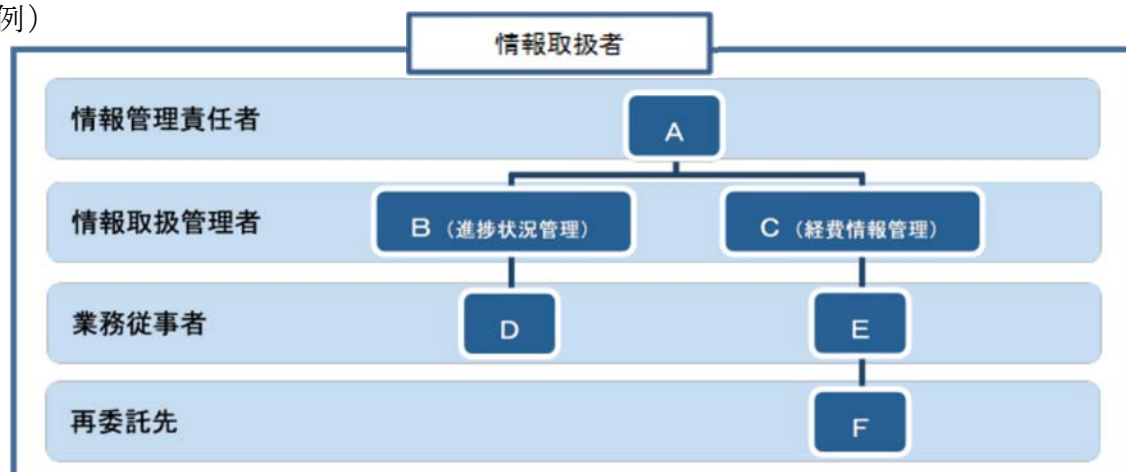 例）
情報取扱者
情報管理責任者
A
情報取扱管理者
B（進捗状況管理）
C（経費情報管理）
業務従事者
D
E
再委託先
F